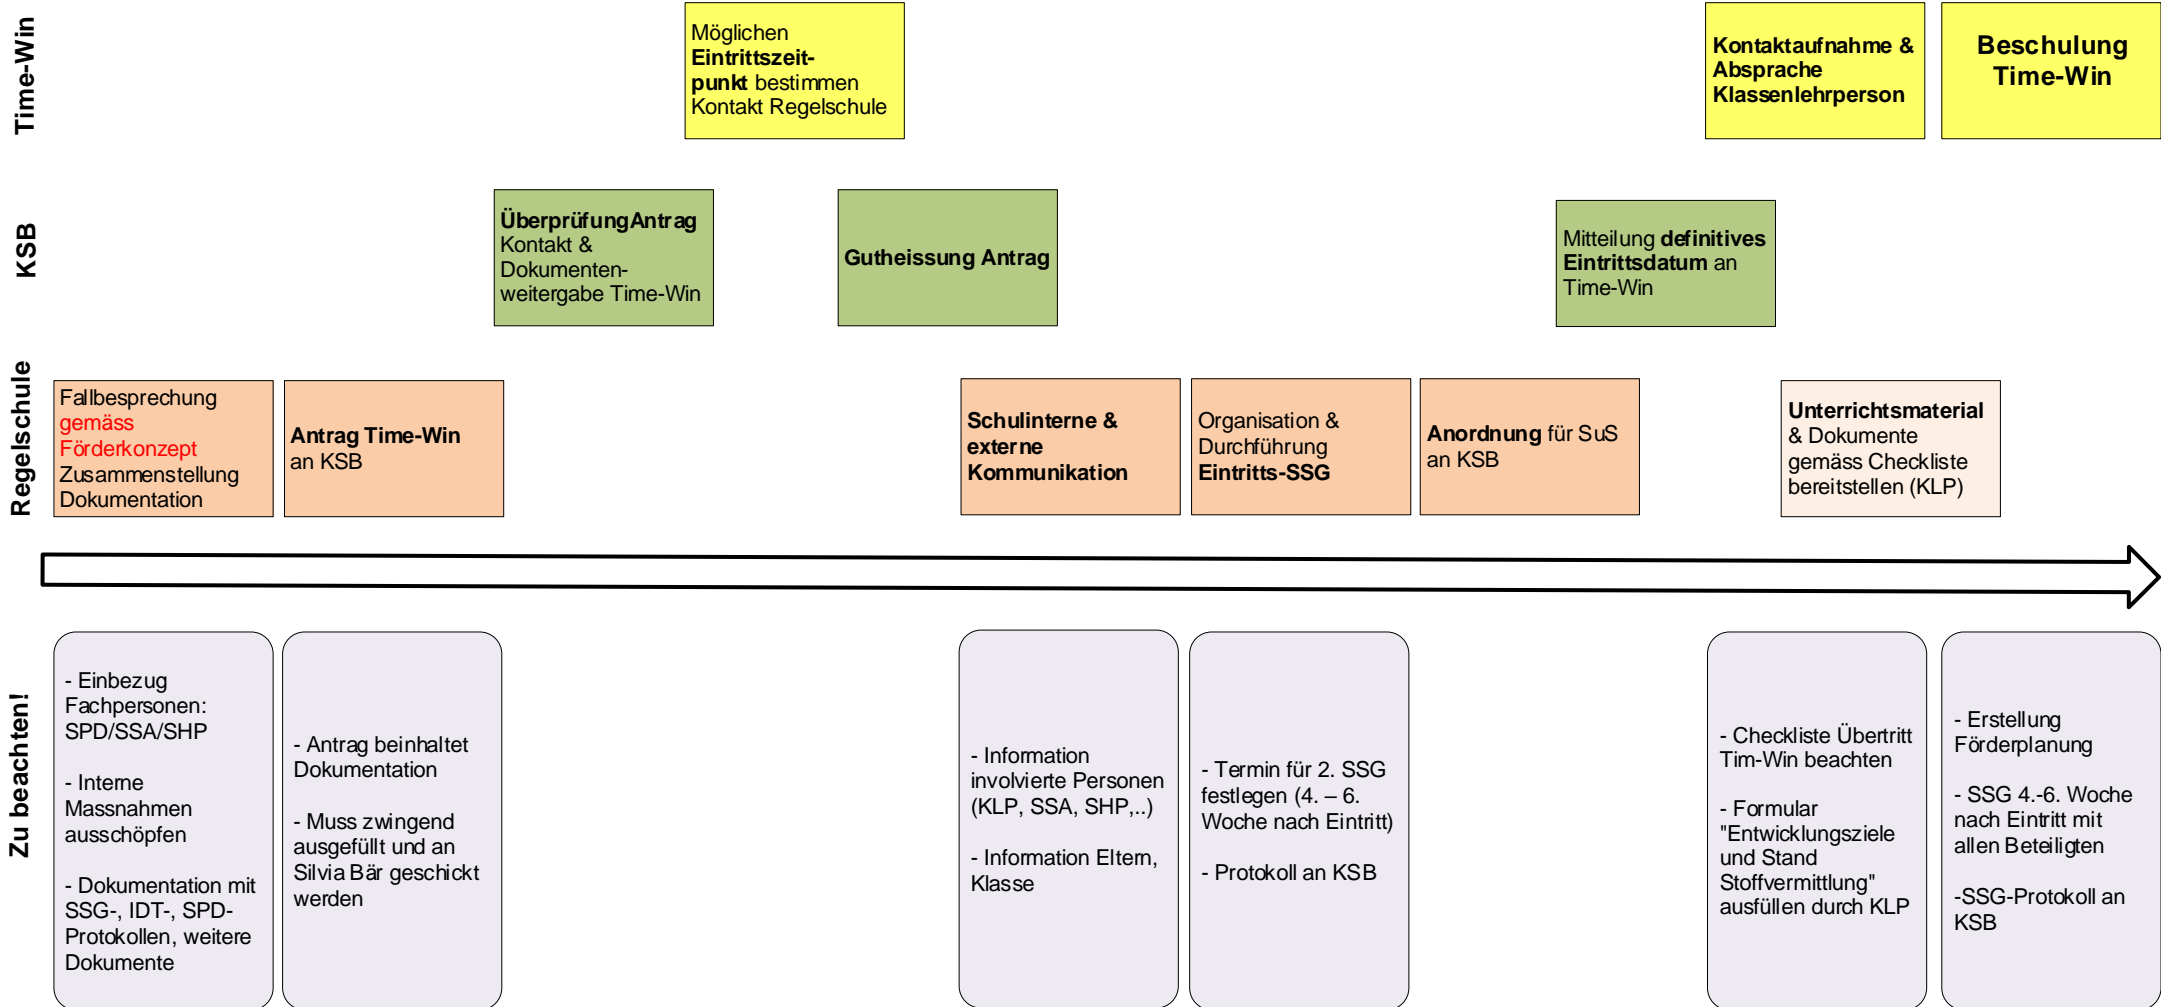 Time-Win
Möglichen
Eintrittszeit-
punkt bestimmen
Kontakt Regelschule
Kontaktaufnahme &
Absprache
Klassenlehrperson
Beschulung
Time-Win
KSB
ÜberprüfungAntrag
Kontakt &
Dokumenten-
weitergabe Time-Win
Gutheissung Antrag
Mitteilung definitives
Eintrittsdatum an
Time-Win
Regelschule
Fallbesprechung
gemäss
Förderkonzept
Zusammenstellung
Dokumentation
Antrag Time-Win
an KSB
Schulinterne &
externe
Kommunikation
Organisation &
Durchführung
Eintritts-SSG
Anordnung für SuS
an KSB
Unterrichtsmaterial
& Dokumente
gemäss Checkliste
bereitstellen (KLP)
Zu beachten!
- Einbezug
Fachpersonen:
SPD/SSA/SHP
- Interne
Massnahmen
ausschöpfen
- Dokumentation mit
SSG-, IDT-, SPD-
Protokollen, weitere
Dokumente
- Antrag beinhaltet
Dokumentation
- Muss zwingend
ausgefüllt und an
Silvia Bär geschickt
werden
- Information
involvierte Personen
(KLP, SSA, SHP,..)
- Information Eltern,
Klasse
- Termin für 2. SSG
festlegen (4. – 6.
Woche nach Eintritt)
- Protokoll an KSB
- Checkliste Übertritt
Tim-Win beachten
- Formular
"Entwicklungsziele
und Stand
Stoffvermittlung"
ausfüllen durch KLP
- Erstellung
Förderplanung
- SSG 4.-6. Woche
nach Eintritt mit
allen Beteiligten
-SSG-Protokoll an
KSB